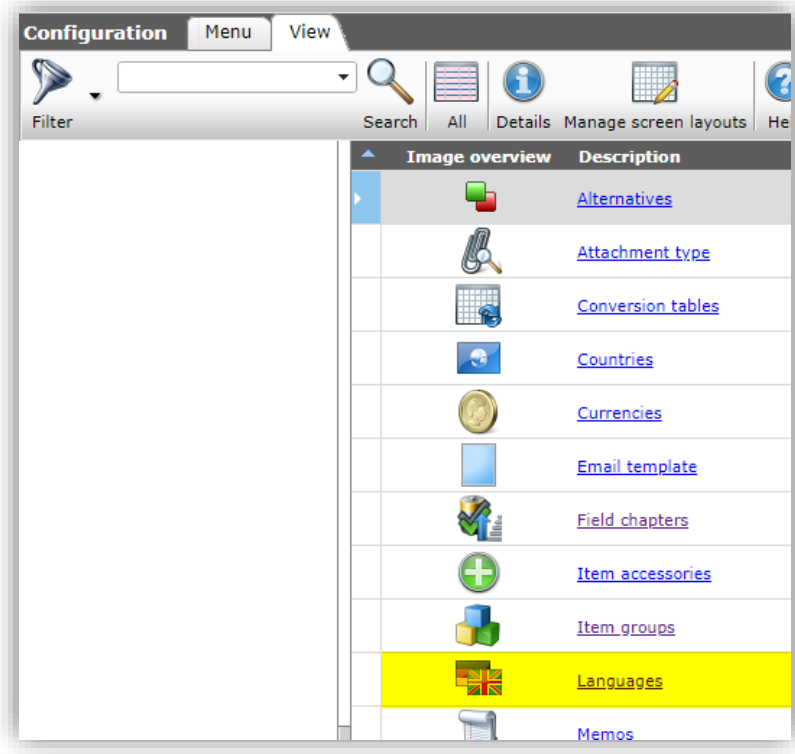 Configuration Menu View
Filter Search All Details Manage screen layouts He
Image overview Description
Alternatives
Attachment type
Conversion tables
Countries
Currencies
Email template
Field chapters
Item accessories
Item groups
Languages
Memos